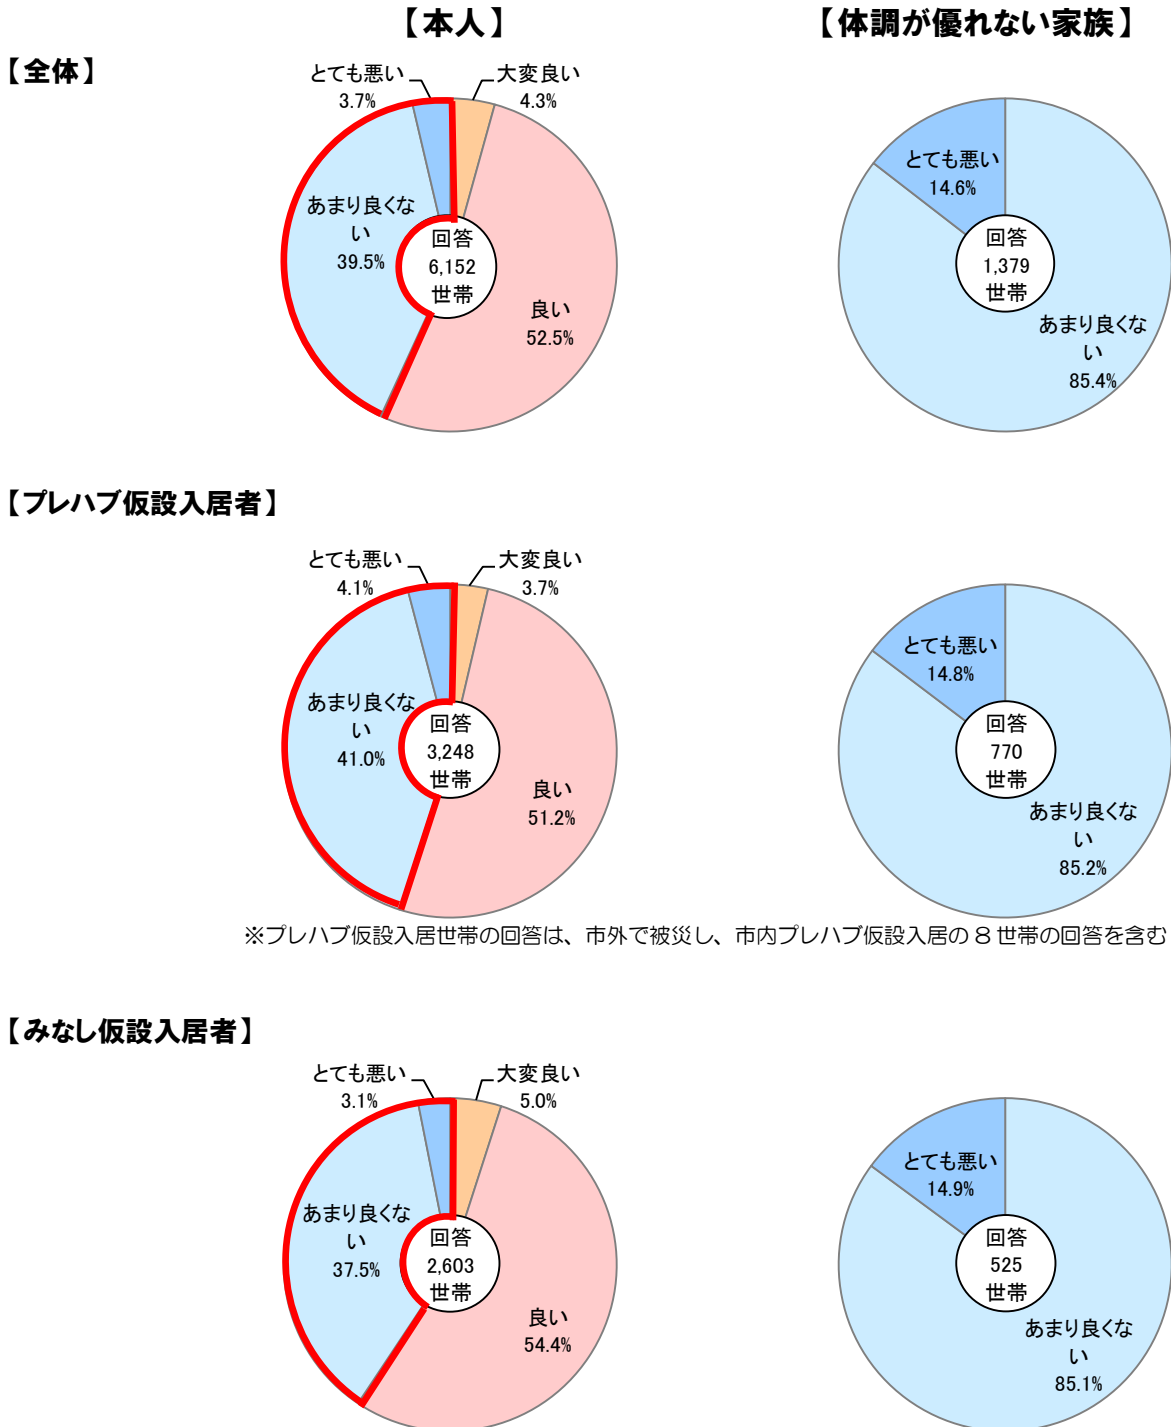 【本人】
【体調が優れない家族】
【全体】
とても悪い
3.7%
大変良い
4.3%
あまり良くな
い
39.5%
回答
6,152
世帯
良い
52.5%
とても悪い
14.6%
回答
1,379
世帯
あまり良くな
い
85.4%
【プレハブ仮設入居者】
とても悪い
4.1%
大変良い
3.7%
あまり良くな
い
41.0%
回答
3,248
世帯
良い
51.2%
とても悪い
14.8%
回答
770
世帯
あまり良くな
い
85.2%
※プレハブ仮設入居世帯の回答は、市外で被災し、市内プレハブ仮設入居の8世帯の回答を含む
【みなし仮設入居者】
とても悪い
3.1%
大変良い
5.0%
あまり良くな
い
37.5%
回答
2,603
世帯
良い
54.4%
とても悪い
14.9%
回答
525
世帯
あまり良くな
い
85.1%